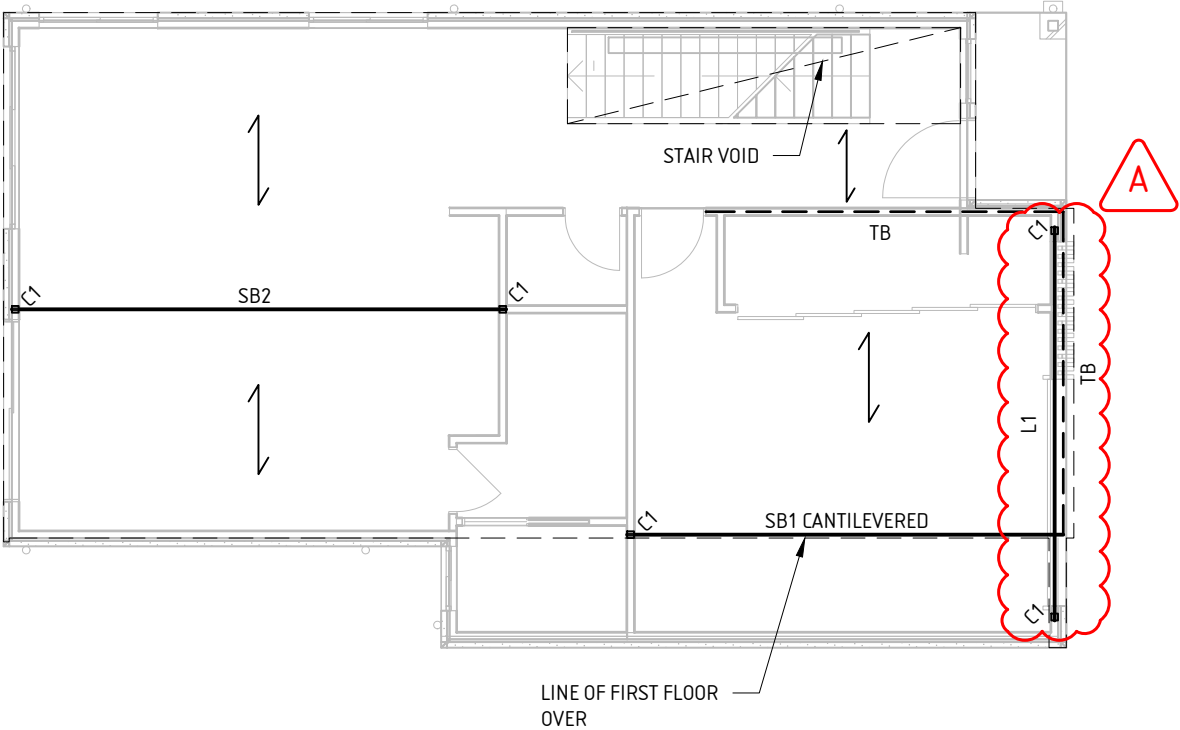 STAIR VOID
A
TB
C1
C1
SB2
C1
TB
L1
C1
SB1 CANTILEVERED
C1
LINE OF FIRST FLOOR
OVER